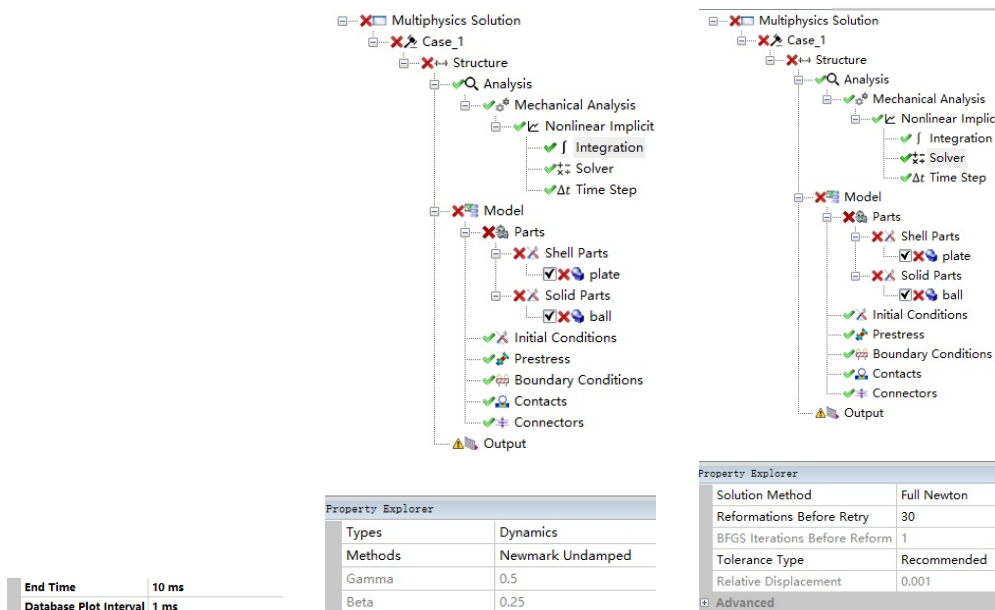 Multiphysics Solution
Case_1
Structure
Analysis
Mechanical Analysis
Nonlinear Implicit
∫ Integration
Solver
Δt Time Step
Model
Parts
Shell Parts
plate
Solid Parts
ball
Initial Conditions
Prestress
Boundary Conditions
Contacts
Connectors
Output
Multiphysics Solution
Case_1
Structure
Analysis
Mechanical Analysis
Nonlinear Implic
∫ Integration
Solver
Δt Time Step
Model
Parts
Shell Parts
plate
Solid Parts
ball
Initial Conditions
Prestress
Boundary Conditions
Contacts
Connectors
Output
End Time 10 ms
Database Plot Interval 1 ms
Property Explorer
Types Dynamics
Methods Newmark Undamped
Gamma 0.5
Beta 0.25
Property Explorer
Solution Method Full Newton
Reformations Before Retry 30
BFGS Iterations Before Reform 1
Tolerance Type Recommended
Relative Displacement 0.001
Advanced